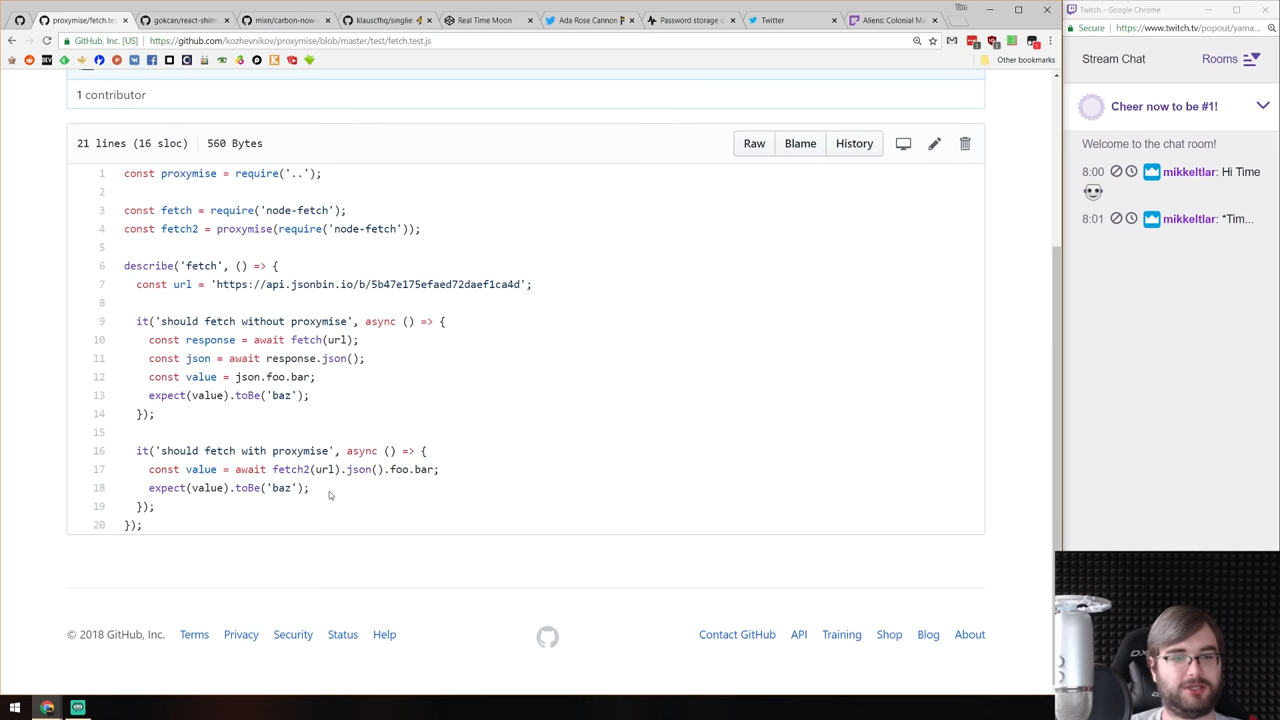 proxymise/fetch.te
gokcan/react-shim
mixn/carbon-now-
klauscfhq/singlie:
Real Time Moon
Ada Rose Cannon
Password storage
Twitter
Aliens: Colonial M
Tim
Twitch - Google Chrome
GitHub, Inc. [US] https://github.com/kozhevnikov/proxymise/blob/master/test/fetch.test.js
Secure https://www.twitch.tv/popout/yama...
Other bookmarks
Stream Chat Rooms
1 contributor
Cheer now to be #1!
21 lines (16 sloc) 560 Bytes
Raw Blame History
Welcome to the chat room!
8:00 mikkeltlar: Hi Time
8:01 mikkeltlar: *Tim...
1 const proxymise = require('..');
2
3 const fetch = require('node-fetch');
4 const fetch2 = proxymise(require('node-fetch'));
5
6 describe('fetch', () => {
7 const url = 'https://api.jsonbin.io/b/5b47e175efaed72daef1ca4d';
8
9 it('should fetch without proxymise', async () => {
10 const response = await fetch(url);
11 const json = await response.json();
12 const value = json.foo.bar;
13 expect(value).toBe('baz');
14 });
15
16 it('should fetch with proxymise', async () => {
17 const value = await fetch2(url).json().foo.bar;
18 expect(value).toBe('baz');
19 });
20 });
© 2018 GitHub, Inc. Terms Privacy Security Status Help
Contact GitHub API Training Shop Blog About